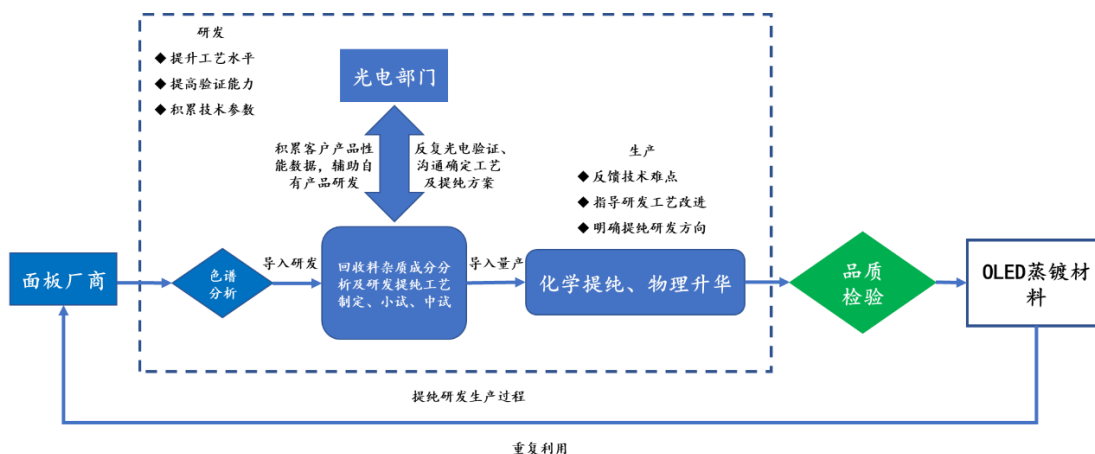 研发
◆ 提升工艺水平
◆ 提高验证能力
◆ 积累技术参数
光电部门
积累客户产品性
能数据，辅助自
有产品研发
反复光电验证、
沟通确定工艺
及提纯方案
生产
◆ 反馈技术难点
◆ 指导研发工艺改进
◆ 明确提纯研发方向
面板厂商
色谱
分析
导入研发
回收料杂质成分分
析及研发提纯工艺
制定、小试、中试
导入量产
化学提纯、物理升华
品质
检验
OLED蒸镀材
料
提纯研发生产过程
重复利用